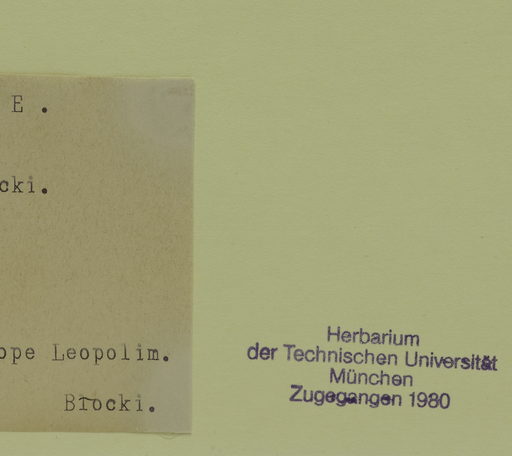 E .
cki.
ope Leopolim.
Błocki.
Herbarium
der Technischen Universität
München
Zugegangen 1980